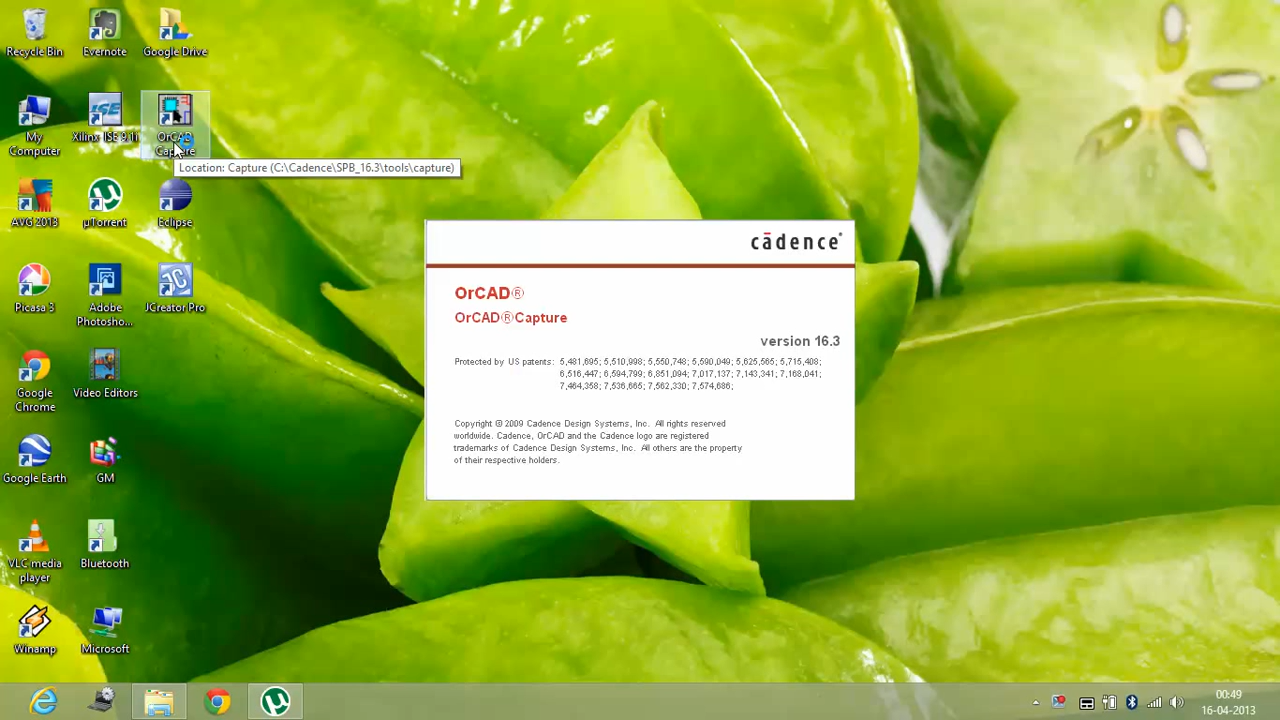 Recycle Bin
Evernote
Google Drive
My Computer
Xilinx ISE 9.1i
OrCAD Capture
Location: Capture (C:\Cadence\SPB_16.3\tools\capture)
AVG 2013
µTorrent
Eclipse
Picasa 3
Adobe Photosho...
JCreator Pro
Google Chrome
Video Editors
Google Earth
GM
VLC media player
Bluetooth
Winamp
Microsoft
cādence®
OrCAD®
OrCAD®Capture
version 16.3
Protected by US patents: 5,481,695; 5,510,998; 5,550,748; 5,590,049; 5,625,565; 5,715,408;
6,516,447; 6,594,799; 6,851,094; 7,017,137; 7,143,341; 7,168,041;
7,464,358; 7,536,665; 7,562,330; 7,574,686;
Copyright © 2009 Cadence Design Systems, Inc. All rights reserved
worldwide. Cadence, OrCAD and the Cadence logo are registered
trademarks of Cadence Design Systems, Inc. All others are the property
of their respective holders.
00:49
16-04-2013